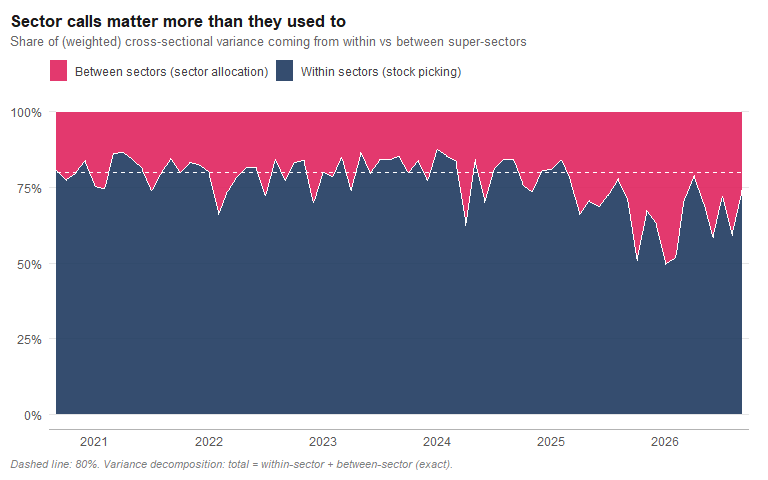 Sector calls matter more than they used to
Share of (weighted) cross-sectional variance coming from within vs between super-sectors
Between sectors (sector allocation) Within sectors (stock picking)
100%
75%
50%
25%
0%
2021 2022 2023 2024 2025 2026
Dashed line: 80%. Variance decomposition: total = within-sector + between-sector (exact).